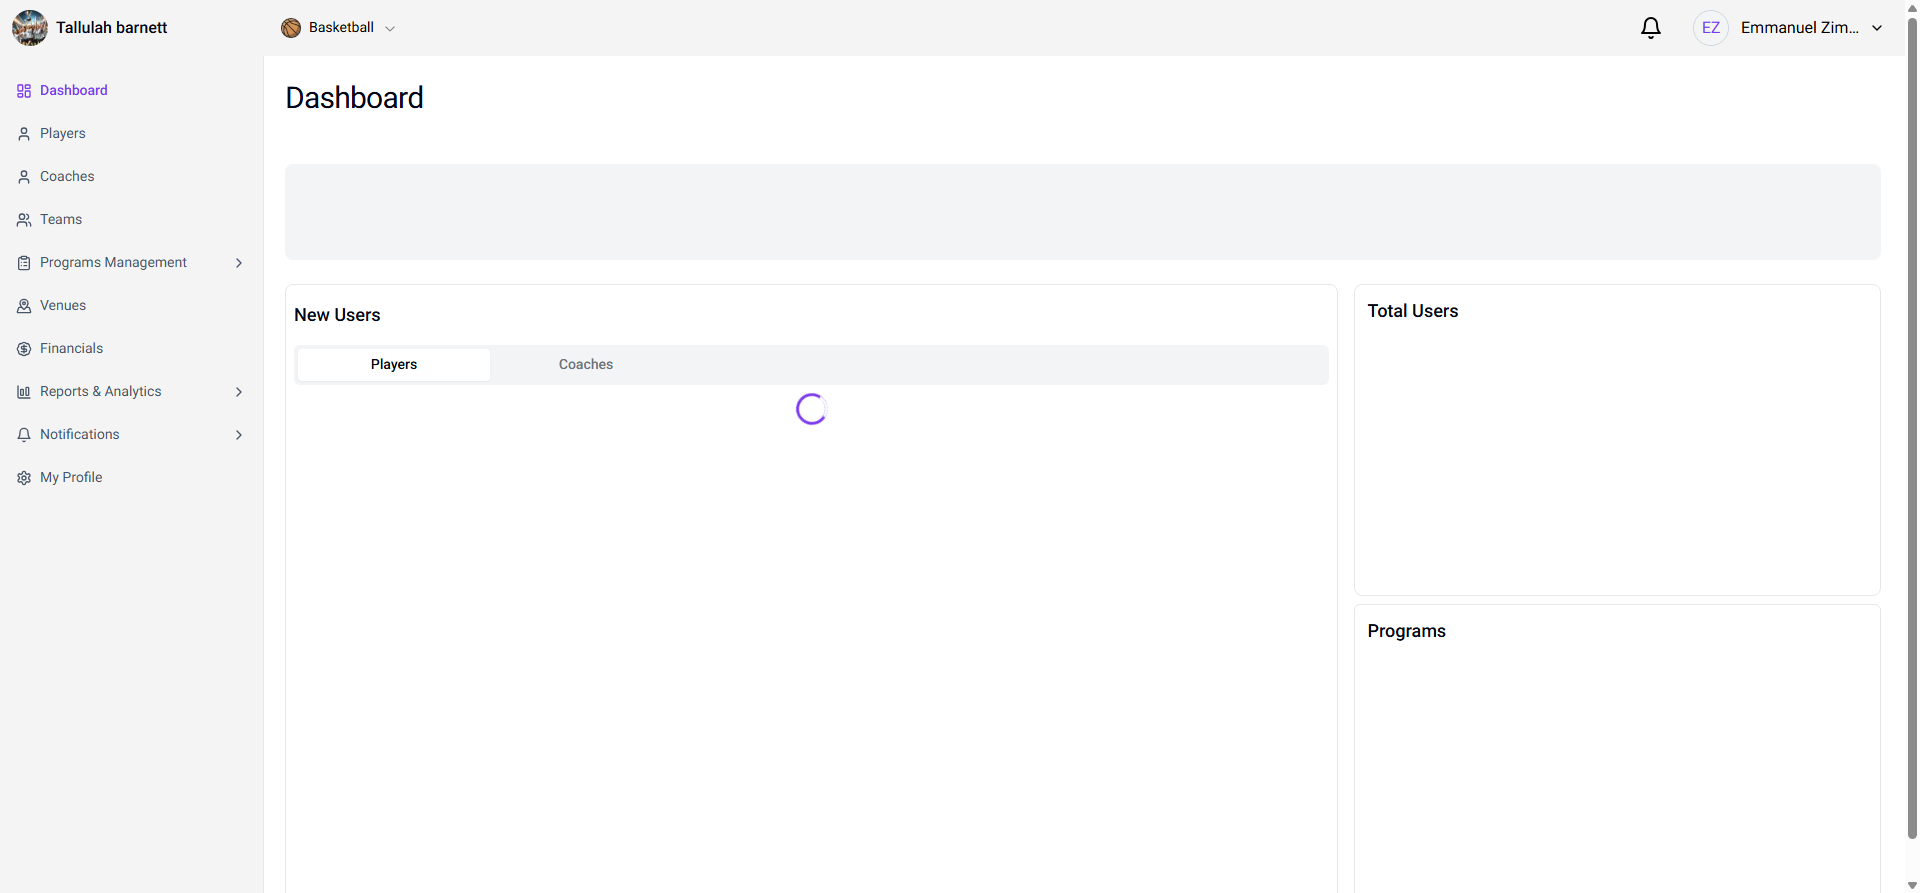 Tallulah barnett
Basketball
EZ
Emmanuel Zim...
Dashboard
Players
Coaches
Teams
Programs Management
Venues
Financials
Reports & Analytics
Notifications
My Profile
Dashboard
New Users
Players
Coaches
Total Users
Programs